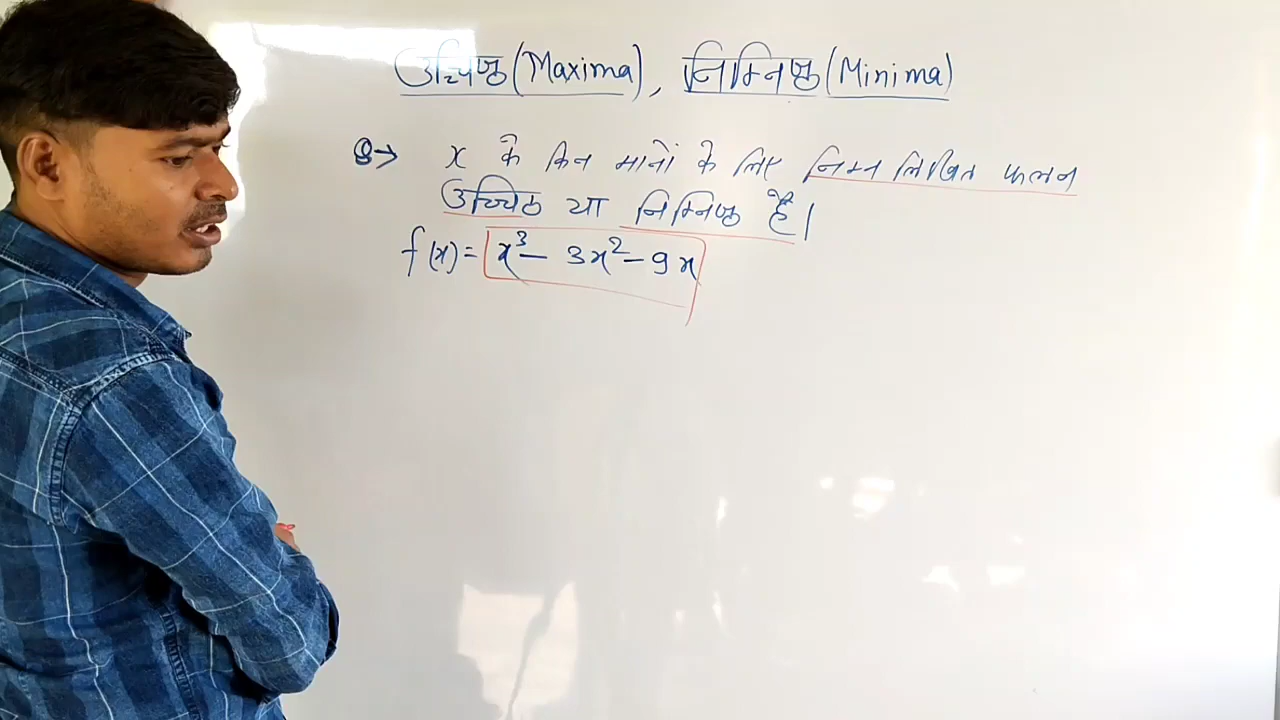 उच्चिष्ठ (Maxima), निम्निष्ठ (Minima)
Q→ x के किन मानों के लिए निम्न लिखित फलन
उच्चिष्ठ या निम्निष्ठ है।
f(x) = x³ − 3x² − 9x